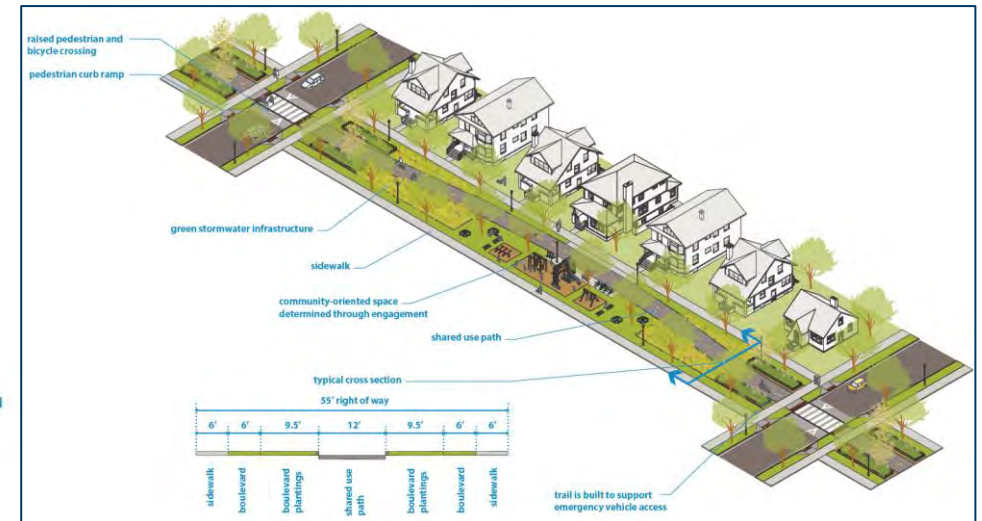 raised pedestrian and
bicycle crossing
pedestrian curb ramp
green stormwater infrastructure
sidewalk
community-oriented space
determined through engagement
shared use path
typical cross section
55' right of way
6' 6' 9.5' 12' 9.5' 6' 6'
sidewalk
boulevard
boulevard
plantings
shared use
path
boulevard
plantings
boulevard
sidewalk
trail is built to support
emergency vehicle access